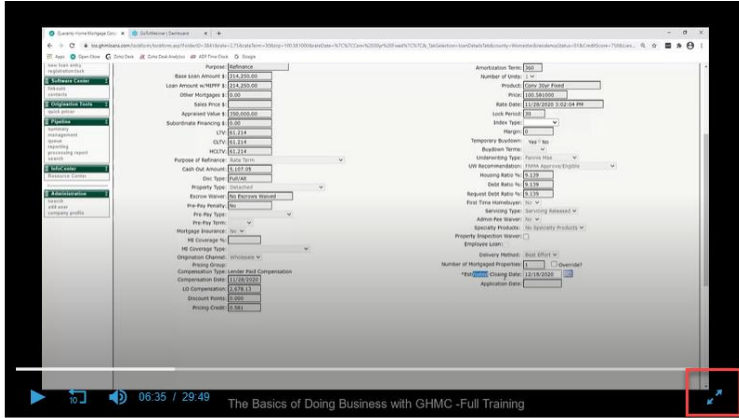 Guaranty Home Mortgage Corp
GoToWebinar | Dashboard
Apps
Open Close
Zoho Desk
Zoho Desk Analytics
ADP Time Clock
Google
new loan entry
registration/lock
Software Center
tidctools
contacts
Origination Tools
quick pricer
Pipeline
summary
management
queue
reporting
processing report
search
InfoCenter
Resource Center
Administration
search
add user
company profile
Purpose: Refinance
Base Loan Amount $: 214,250.00
Loan Amount w/MIPFF $: 214,250.00
Other Mortgages $: 0.00
Sales Price $:
Appraised Value $: 350,000.00
Subordinate Financing $: 0.00
LTV: 61.214
CLTV: 61.214
HCLTV: 61.214
Purpose of Refinance: Rate Term
Cash Out Amount: 5,107.05
Doc Type: Full/Alt
Property Type: Detached
Escrow Waiver: No Escrows Waived
Pre-Pay Penalty: No
Pre-Pay Type:
Pre-Pay Term:
Mortgage Insurance: No
MI Coverage %:
MI Coverage Type:
Origination Channel: Wholesale
Pricing Group:
Compensation Type: Lender Paid Compensation
Compensation Date: 11/28/2020
LO Compensation: 2,678.13
Discount Points: 0.000
Pricing Credit: 0.581
Amortization Term: 360
Number of Units: 1
Product: Conv 30yr Fixed
Price: 100.581000
Rate Date: 11/28/2020 3:02:04 PM
Lock Period: 30
Index Type:
Margin: 0
Temporary Buydown: Yes No
Buydown Terms:
Underwriting Type: Fannie Mae
UW Recommendation: DU Approve/Eligible
Housing Ratio %: 9.139
Debt Ratio %: 9.139
Request Debt Ratio %: 9.139
First Time Homebuyer: No
Servicing Type: Servicing Released
Admin Fee Waiver: No
Specialty Products: No Specialty Products
Property Inspection Waiver:
Employee Loan:
Delivery Method: Best Effort
Number of Mortgaged Properties: 1 Override?
*Estimated Closing Date: 12/18/2020
Application Date:
10
06:35 / 29:49
The Basics of Doing Business with GHMC -Full Training